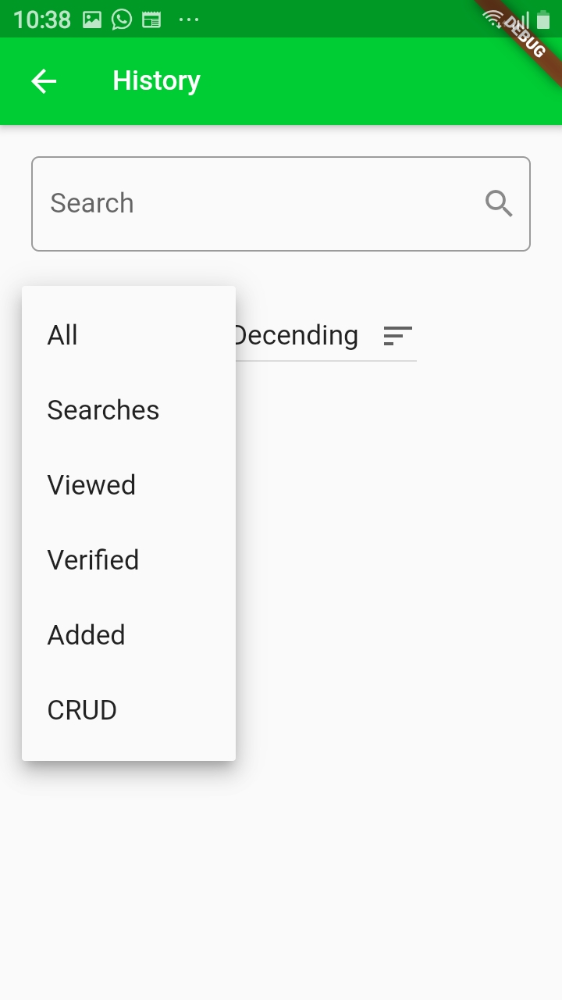 10:38
DEBUG
History
Search
All
Decending
Searches
Viewed
Verified
Added
CRUD